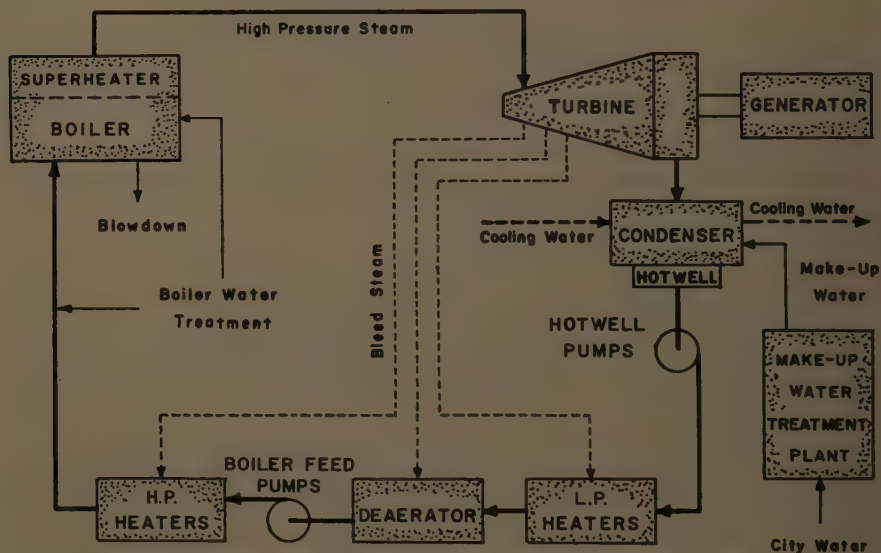 High Pressure Steam
SUPERHEATER
BOILER
TURBINE
GENERATOR
Blowdown
Boiler Water
Treatment
Bleed Steam
Cooling Water
CONDENSER
Cooling Water
HOTWELL
Make-Up
Water
HOTWELL
PUMPS
MAKE-UP
WATER
TREATMENT
PLANT
BOILER FEED
PUMPS
H.P.
HEATERS
DEAERATOR
L.P.
HEATERS
City Water